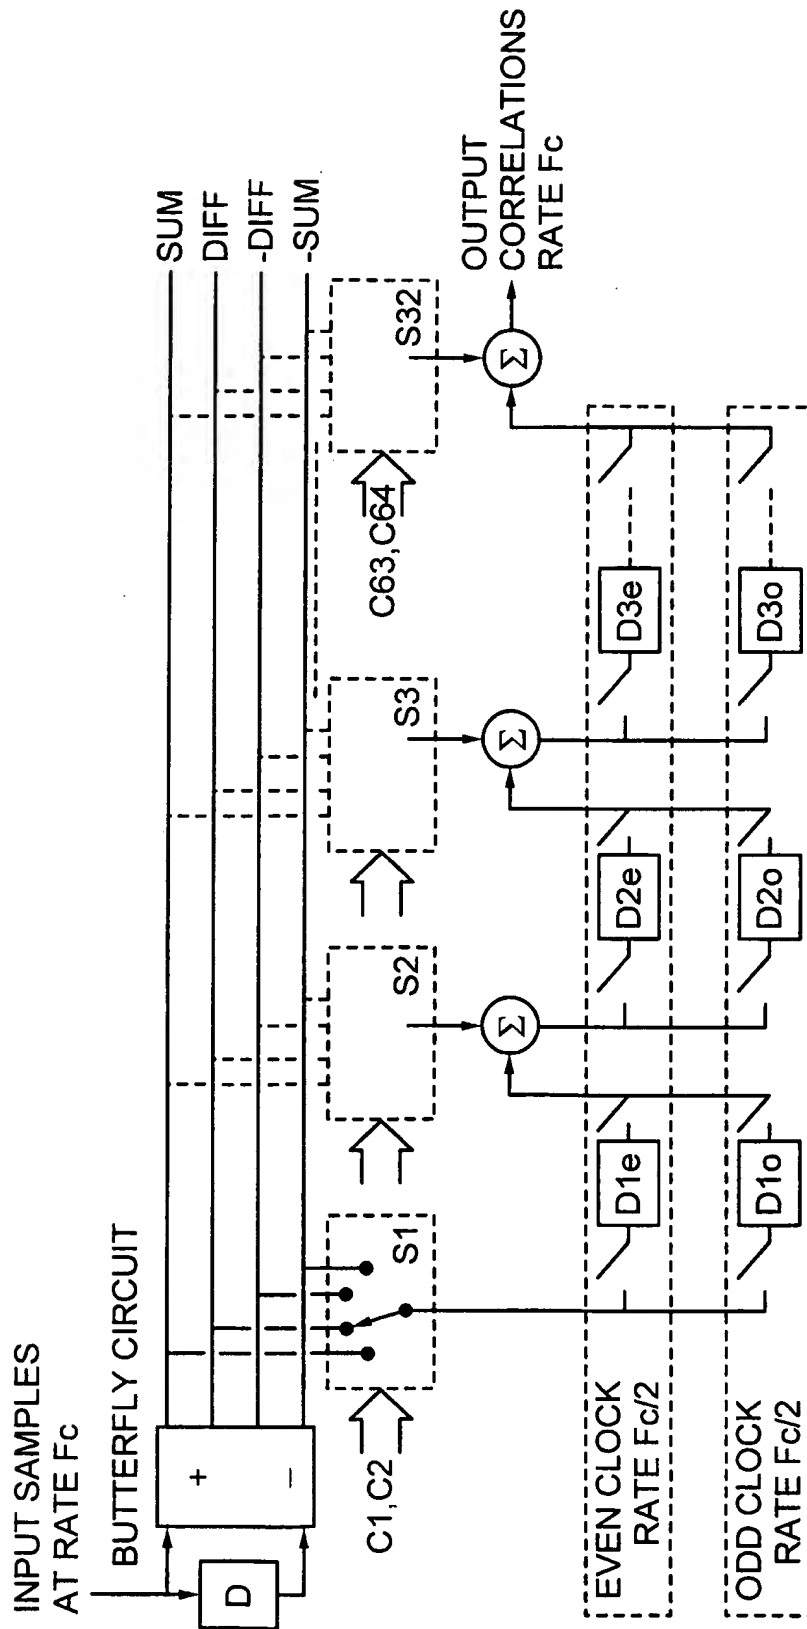 INPUT SAMPLES
AT RATE Fc
BUTTERFLY CIRCUIT
+
−
D
SUM
DIFF
-DIFF
-SUM
C1,C2
S1
S2
S3
C63,C64
S32
Σ
Σ
Σ
OUTPUT
CORRELATIONS
RATE Fc
EVEN CLOCK
RATE Fc/2
D1e
D2e
D3e
ODD CLOCK
RATE Fc/2
D1o
D2o
D3o